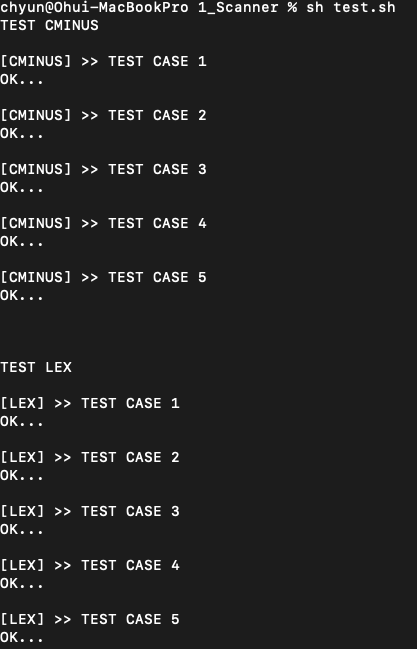 chyun@Ohui-MacBookPro 1_Scanner % sh test.sh
TEST CMINUS
[CMINUS] >> TEST CASE 1
OK...
[CMINUS] >> TEST CASE 2
OK...
[CMINUS] >> TEST CASE 3
OK...
[CMINUS] >> TEST CASE 4
OK...
[CMINUS] >> TEST CASE 5
OK...
TEST LEX
[LEX] >> TEST CASE 1
OK...
[LEX] >> TEST CASE 2
OK...
[LEX] >> TEST CASE 3
OK...
[LEX] >> TEST CASE 4
OK...
[LEX] >> TEST CASE 5
OK...